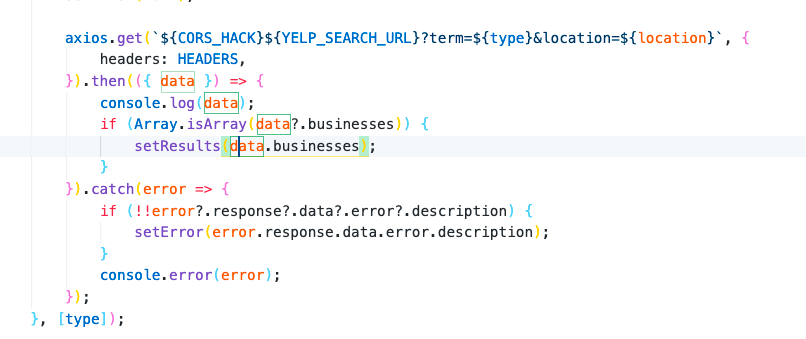 axios.get(`${CORS_HACK}${YELP_SEARCH_URL}?term=${type}&location=${location}`, {
headers: HEADERS,
}).then(({ data }) => {
console.log(data);
if (Array.isArray(data?.businesses)) {
setResults(data.businesses);
}
}).catch(error => {
if (!!error?.response?.data?.error?.description) {
setError(error.response.data.error.description);
}
console.error(error);
});
}, [type]);